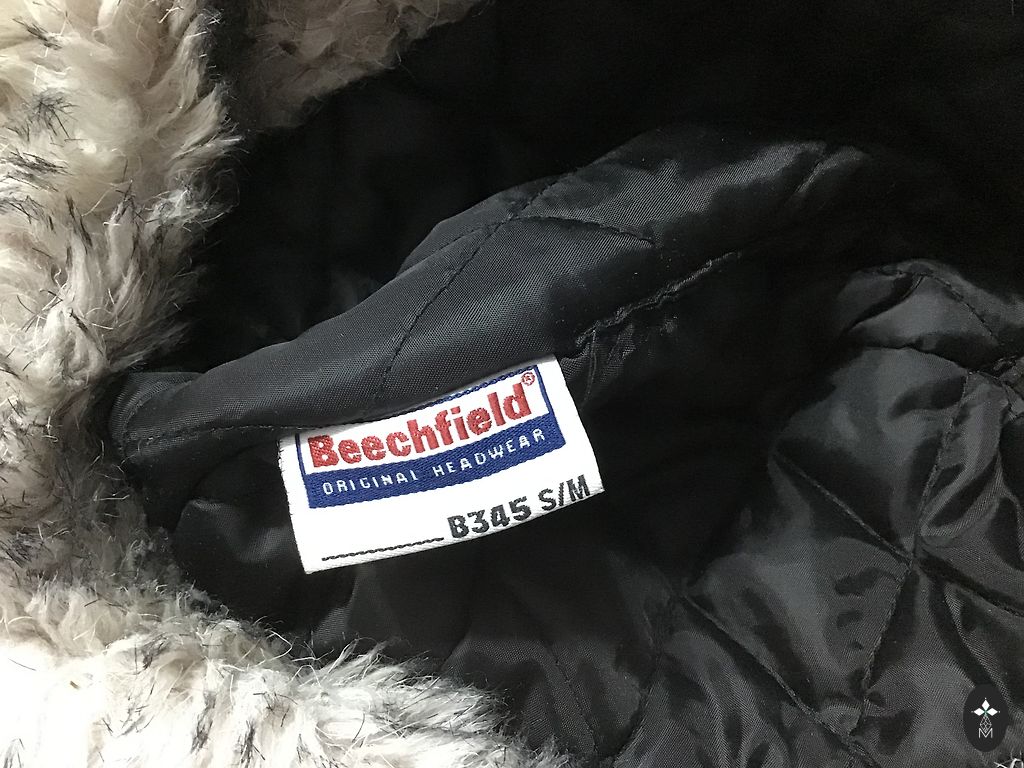 Beechfield®
ORIGINAL HEADWEAR
B345 S/M
M